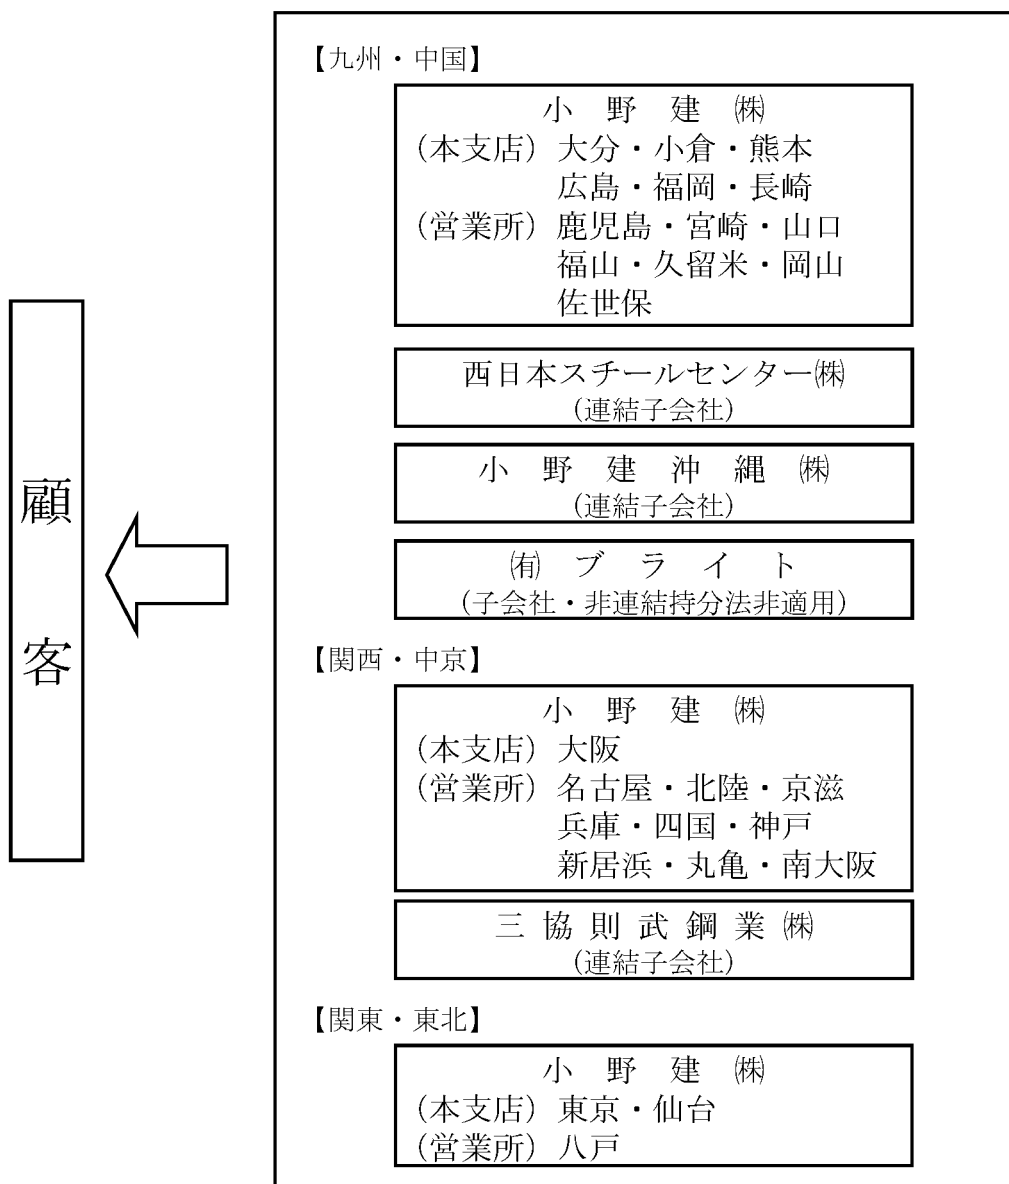 【九州・中国】
小野建㈱
(本支店) 大分・小倉・熊本
広島・福岡・長崎
(営業所) 鹿児島・宮崎・山口
福山・久留米・岡山
佐世保
西日本スチールセンター㈱
(連結子会社)
小野建沖縄㈱
(連結子会社)
㈲ブライト
(子会社・非連結持分法非適用)
【関西・中京】
小野建㈱
(本支店) 大阪
(営業所) 名古屋・北陸・京滋
兵庫・四国・神戸
新居浜・丸亀・南大阪
三協則武鋼業㈱
(連結子会社)
【関東・東北】
小野建㈱
(本支店) 東京・仙台
(営業所) 八戸
顧客